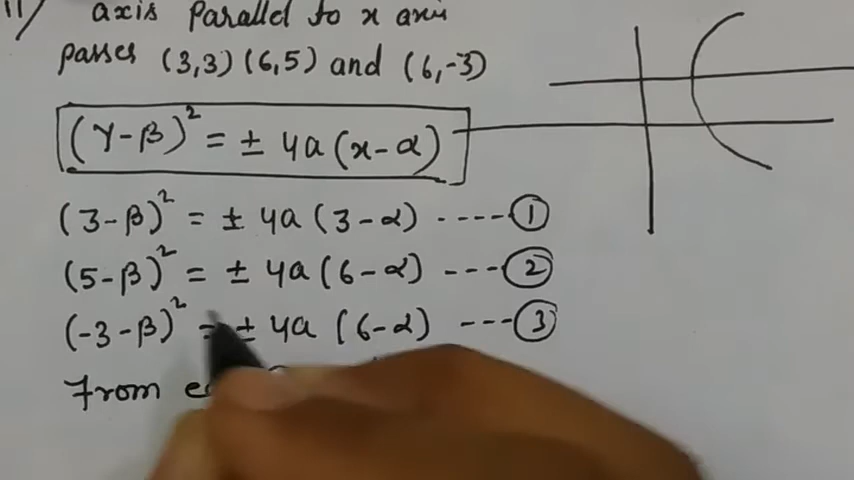 11/ axis Parallel to x axis
passes (3,3) (6,5) and (6,-3)
(Y-β)² = ± 4a(x-α)
(3-β)² = ± 4a (3-α) ----- ①
(5-β)² = ± 4a (6-α) --- ②
(-3-β)² = ± 4a (6-α) --- ③
From